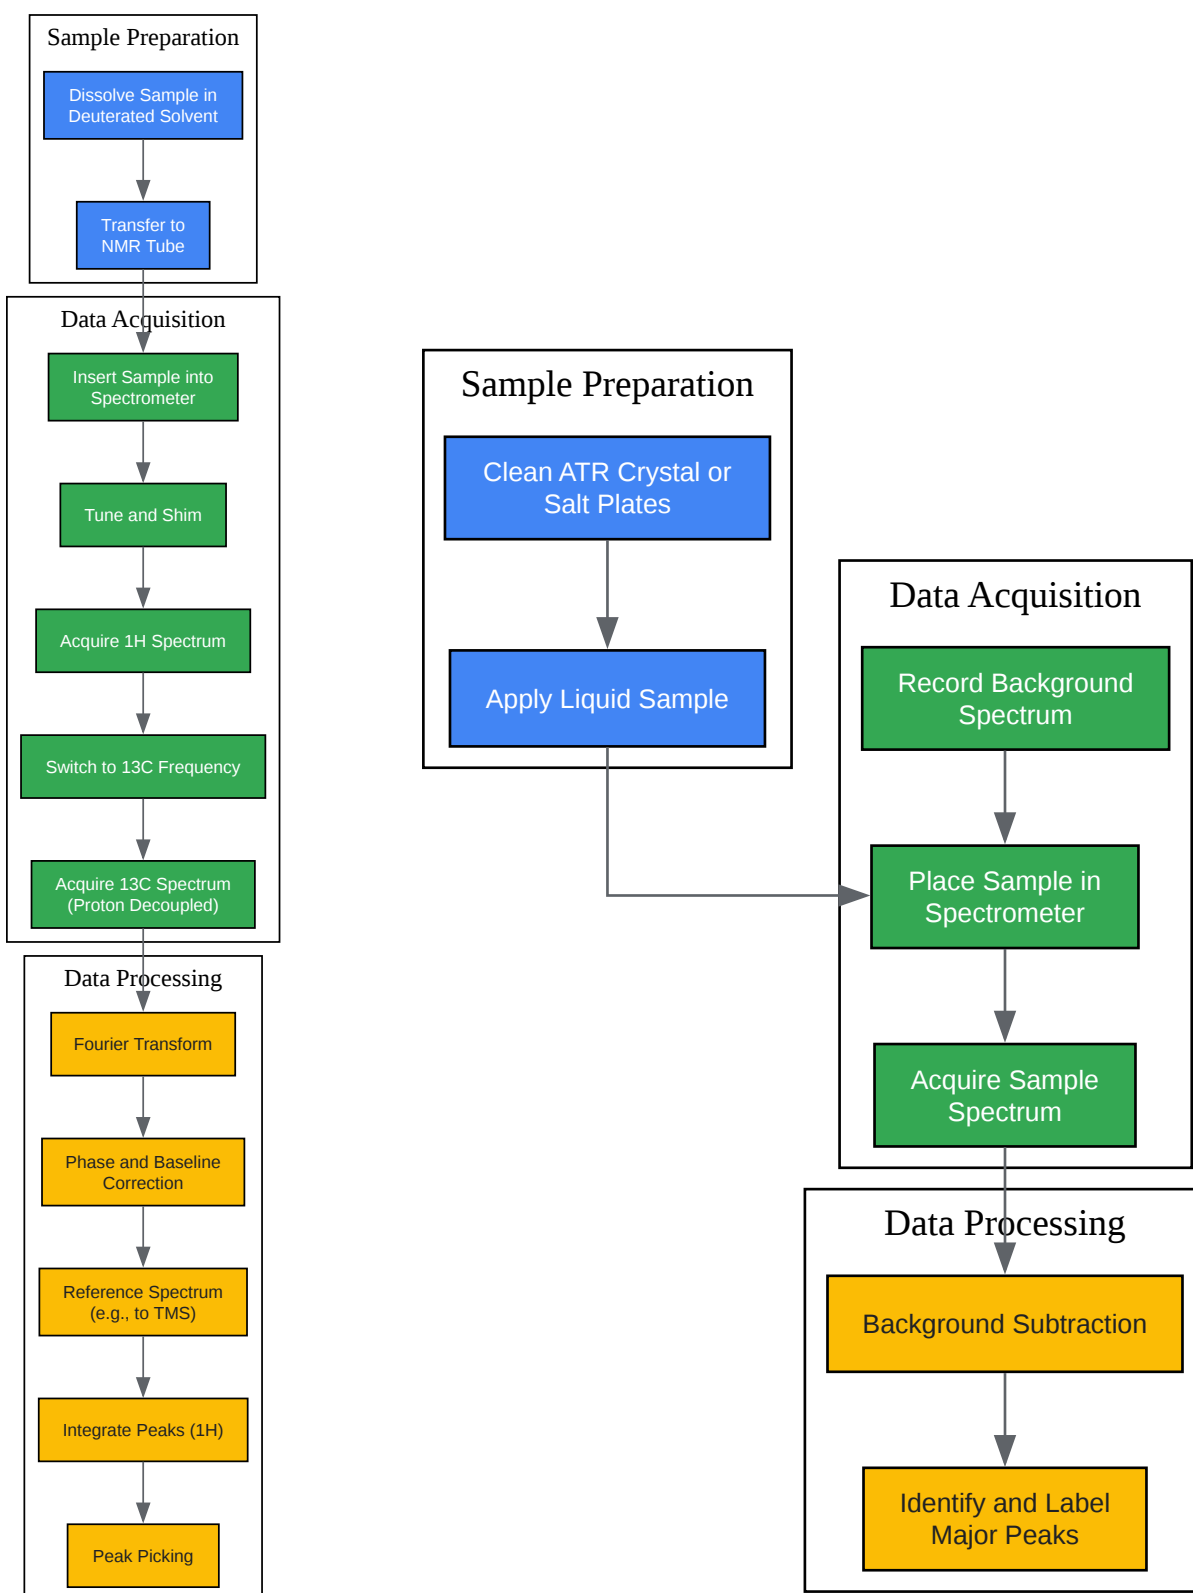 Sample Preparation
Dissolve Sample in
Deuterated Solvent
Transfer to
NMR Tube
Data Acquisition
Insert Sample into
Spectrometer
Tune and Shim
Acquire 1H Spectrum
Switch to 13C Frequency
Acquire 13C Spectrum
(Proton Decoupled)
Data Processing
Fourier Transform
Phase and Baseline
Correction
Reference Spectrum
(e.g., to TMS)
Integrate Peaks (1H)
Peak Picking
Sample Preparation
Clean ATR Crystal or
Salt Plates
Apply Liquid Sample
Data Acquisition
Record Background
Spectrum
Place Sample in
Spectrometer
Acquire Sample
Spectrum
Data Processing
Background Subtraction
Identify and Label
Major Peaks